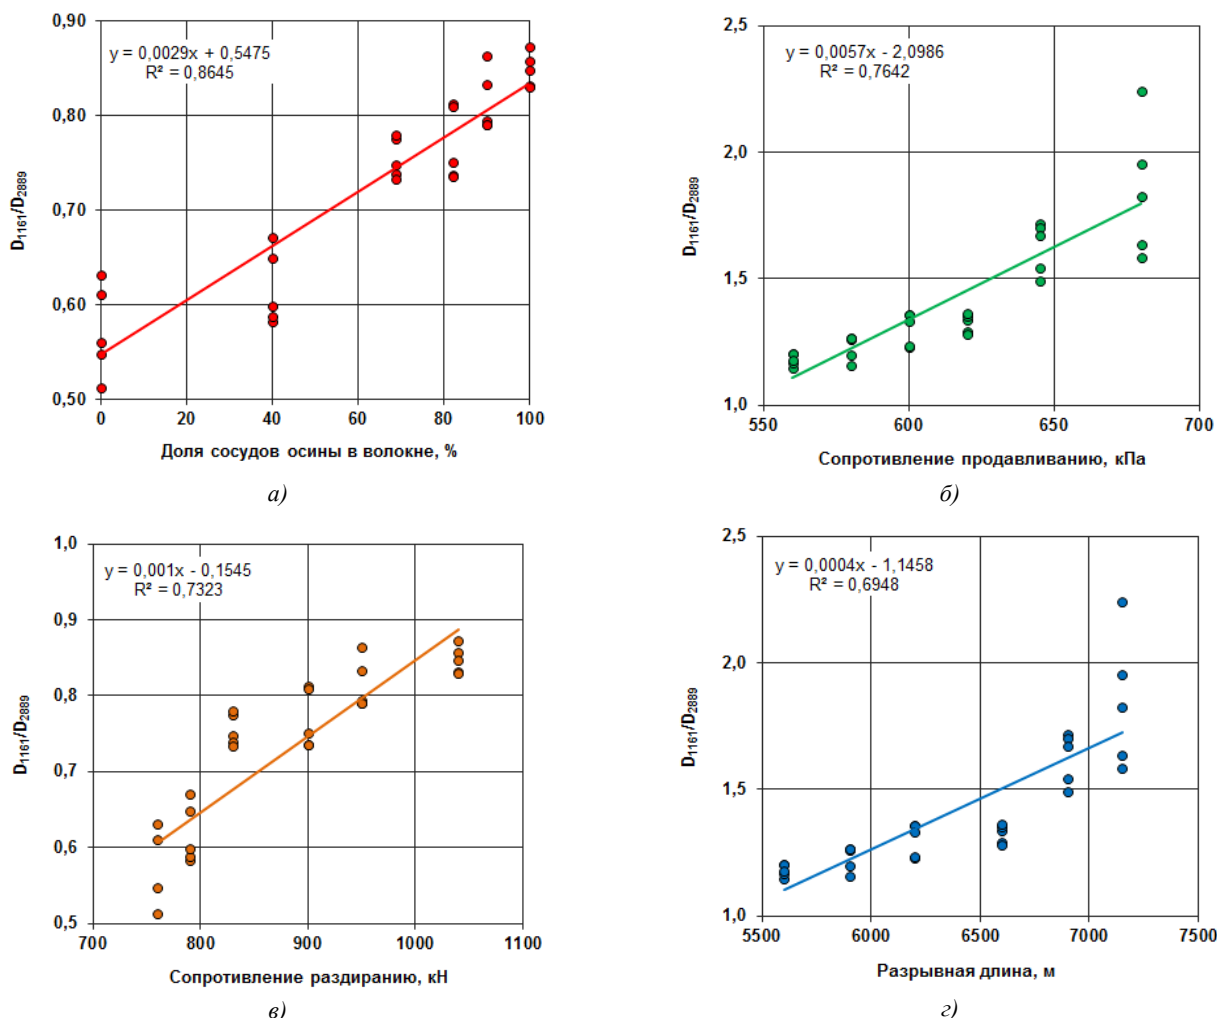 0,90
y = 0,0029x + 0,5475
R² = 0,8645
0,80
0,70
0,60
0,50
D1161/D2889
0 20 40 60 80 100
Доля сосудов осины в волокне, %
а)
2,5
y = 0,0057x - 2,0986
R² = 0,7642
2,0
1,5
1,0
D1161/D2889
550 600 650 700
Сопротивление продавливанию, кПа
б)
1,0
y = 0,001x - 0,1545
R² = 0,7323
0,9
0,8
0,7
0,6
0,5
D1161/D2889
700 800 900 1000 1100
Сопротивление раздиранию, кН
в)
2,5
y = 0,0004x - 1,1458
R² = 0,6948
2,0
1,5
1,0
D1161/D2889
5500 6000 6500 7000 7500
Разрывная длина, м
г)